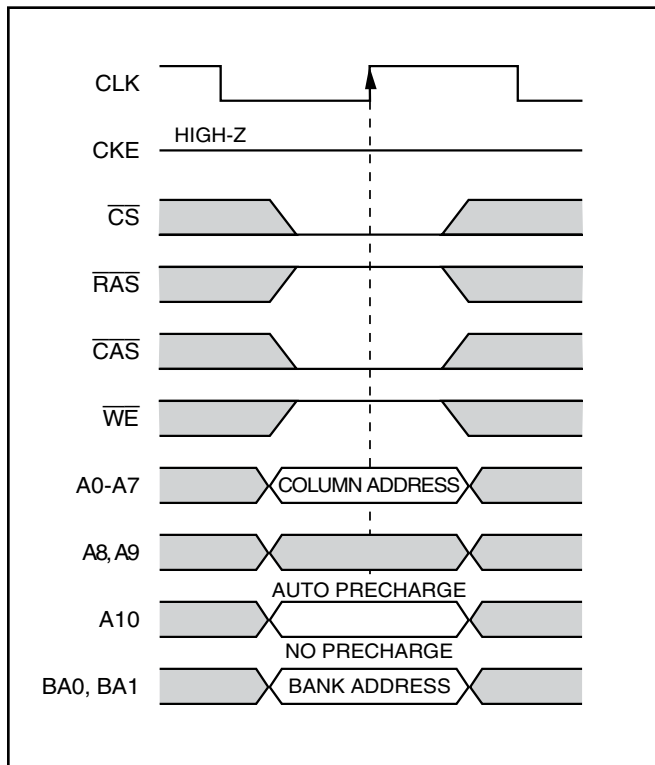 CLK
CKE HIGH-Z
CS
RAS
CAS
WE
A0-A7 COLUMN ADDRESS
A8, A9
AUTO PRECHARGE
A10
NO PRECHARGE
BA0, BA1 BANK ADDRESS